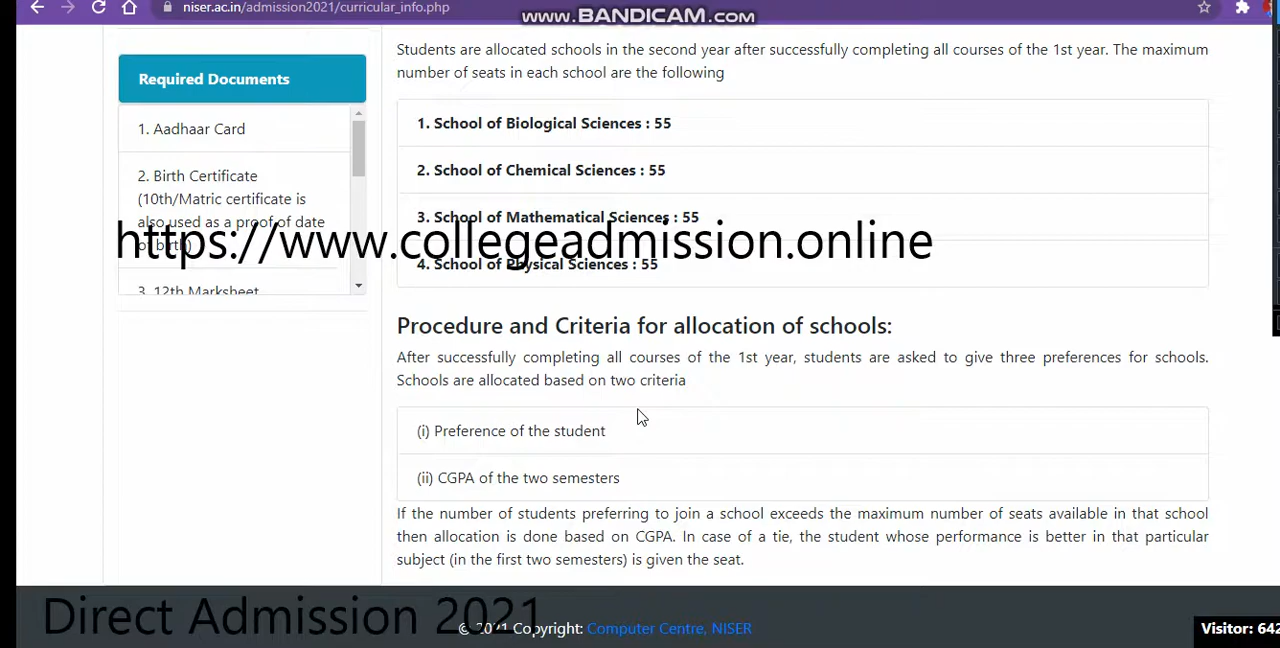 niser.ac.in/admission2021/curricular_info.php
www.BANDICAM.com
Students are allocated schools in the second year after successfully completing all courses of the 1st year. The maximum
number of seats in each school are the following
Required Documents
1. Aadhaar Card
2. Birth Certificate
(10th/Matric certificate is
also used as a proof of date
of birth)
3. 12th Marksheet
1. School of Biological Sciences : 55
2. School of Chemical Sciences : 55
3. School of Mathematical Sciences : 55
4. School of Physical Sciences : 55
https://www.collegeadmission.online
Procedure and Criteria for allocation of schools:
After successfully completing all courses of the 1st year, students are asked to give three preferences for schools.
Schools are allocated based on two criteria
(i) Preference of the student
(ii) CGPA of the two semesters
If the number of students preferring to join a school exceeds the maximum number of seats available in that school
then allocation is done based on CGPA. In case of a tie, the student whose performance is better in that particular
subject (in the first two semesters) is given the seat.
Direct Admission 2021
© 2021 Copyright: Computer Centre, NISER
Visitor: 642